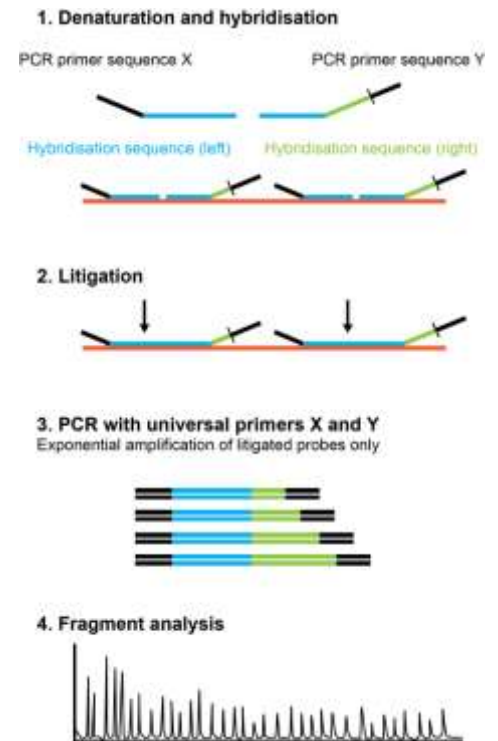 1. Denaturation and hybridisation
PCR primer sequence X PCR primer sequence Y
Hybridisation sequence (left) Hybridisation sequence (right)
2. Litigation
3. PCR with universal primers X and Y
Exponential amplification of litigated probes only
4. Fragment analysis